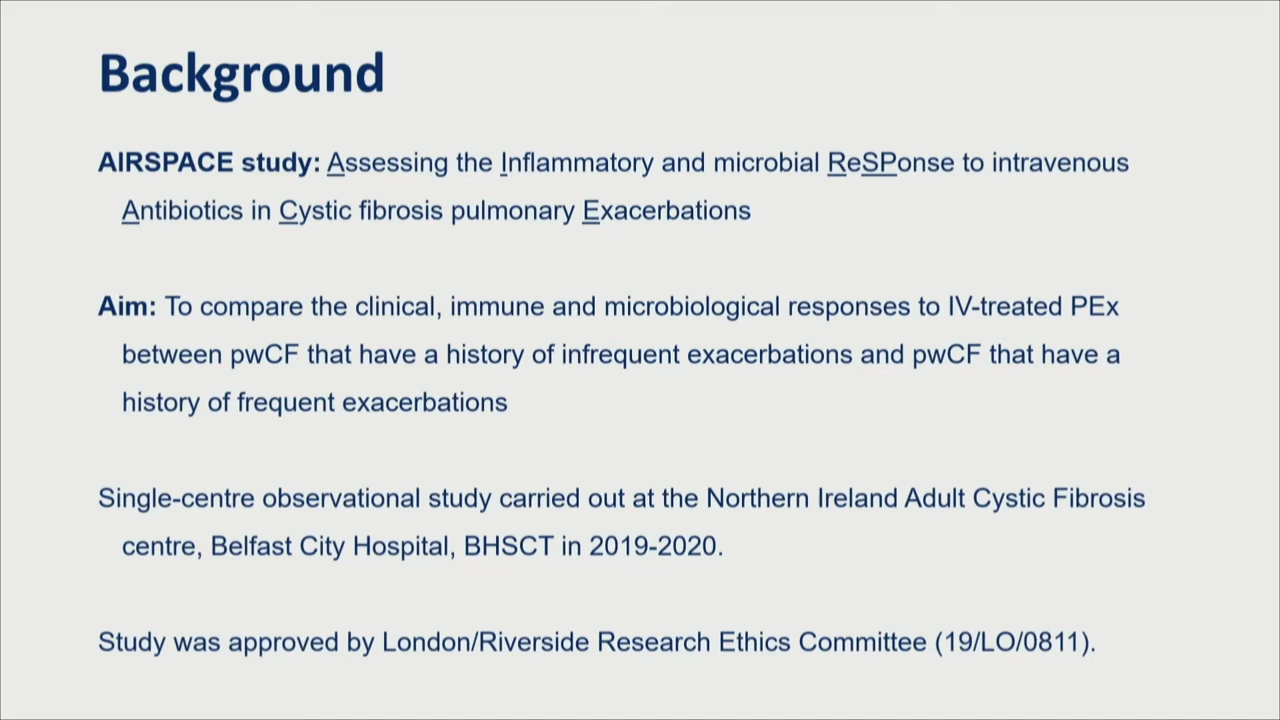 Background
AIRSPACE study: Assessing the Inflammatory and microbial ReSPonse to intravenous
Antibiotics in Cystic fibrosis pulmonary Exacerbations
Aim: To compare the clinical, immune and microbiological responses to IV-treated PEx
between pwCF that have a history of infrequent exacerbations and pwCF that have a
history of frequent exacerbations
Single-centre observational study carried out at the Northern Ireland Adult Cystic Fibrosis
centre, Belfast City Hospital, BHSCT in 2019-2020.
Study was approved by London/Riverside Research Ethics Committee (19/LO/0811).